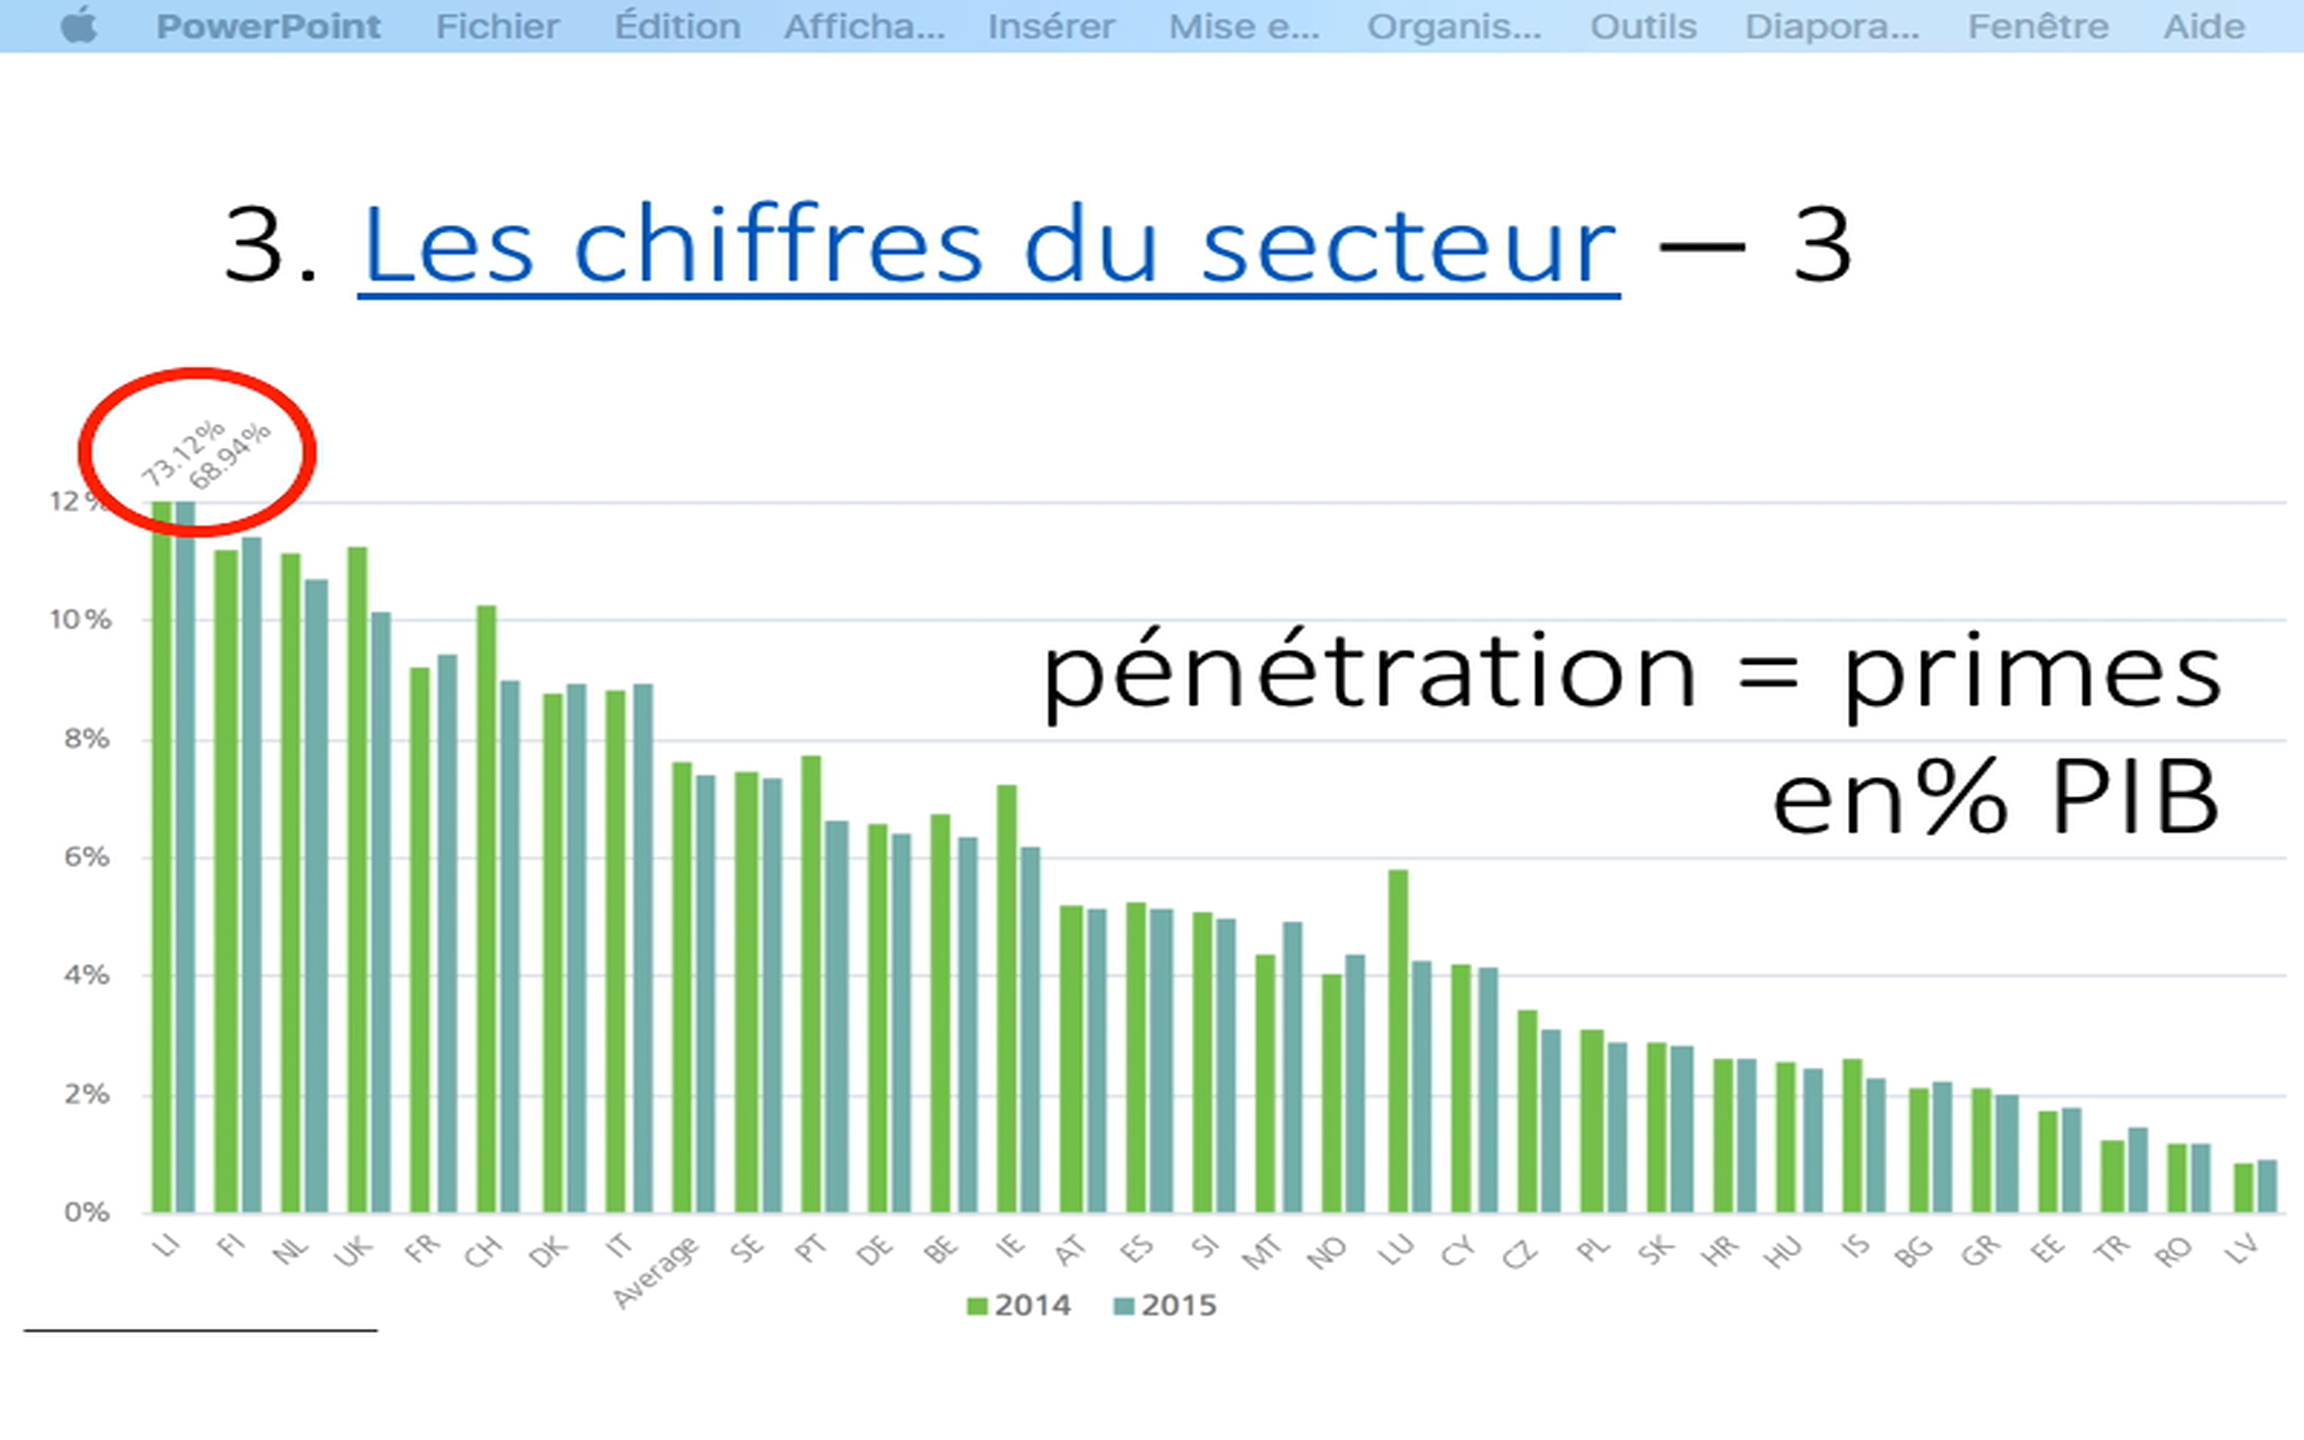 PowerPoint Fichier Édition Afficha... Insérer Mise e... Organis... Outils Diapora... Fenêtre Aide
3. Les chiffres du secteur – 3
73.12%
68.94%
12%
10%
8%
6%
4%
2%
0%
pénétration = primes
en% PIB
LI FI NL UK FR CH DK IT Average SE PT DE BE IE AT ES SI MT NO LU CY CZ PL SK HR HU IS BG GR EE TR RO LV
2014 2015